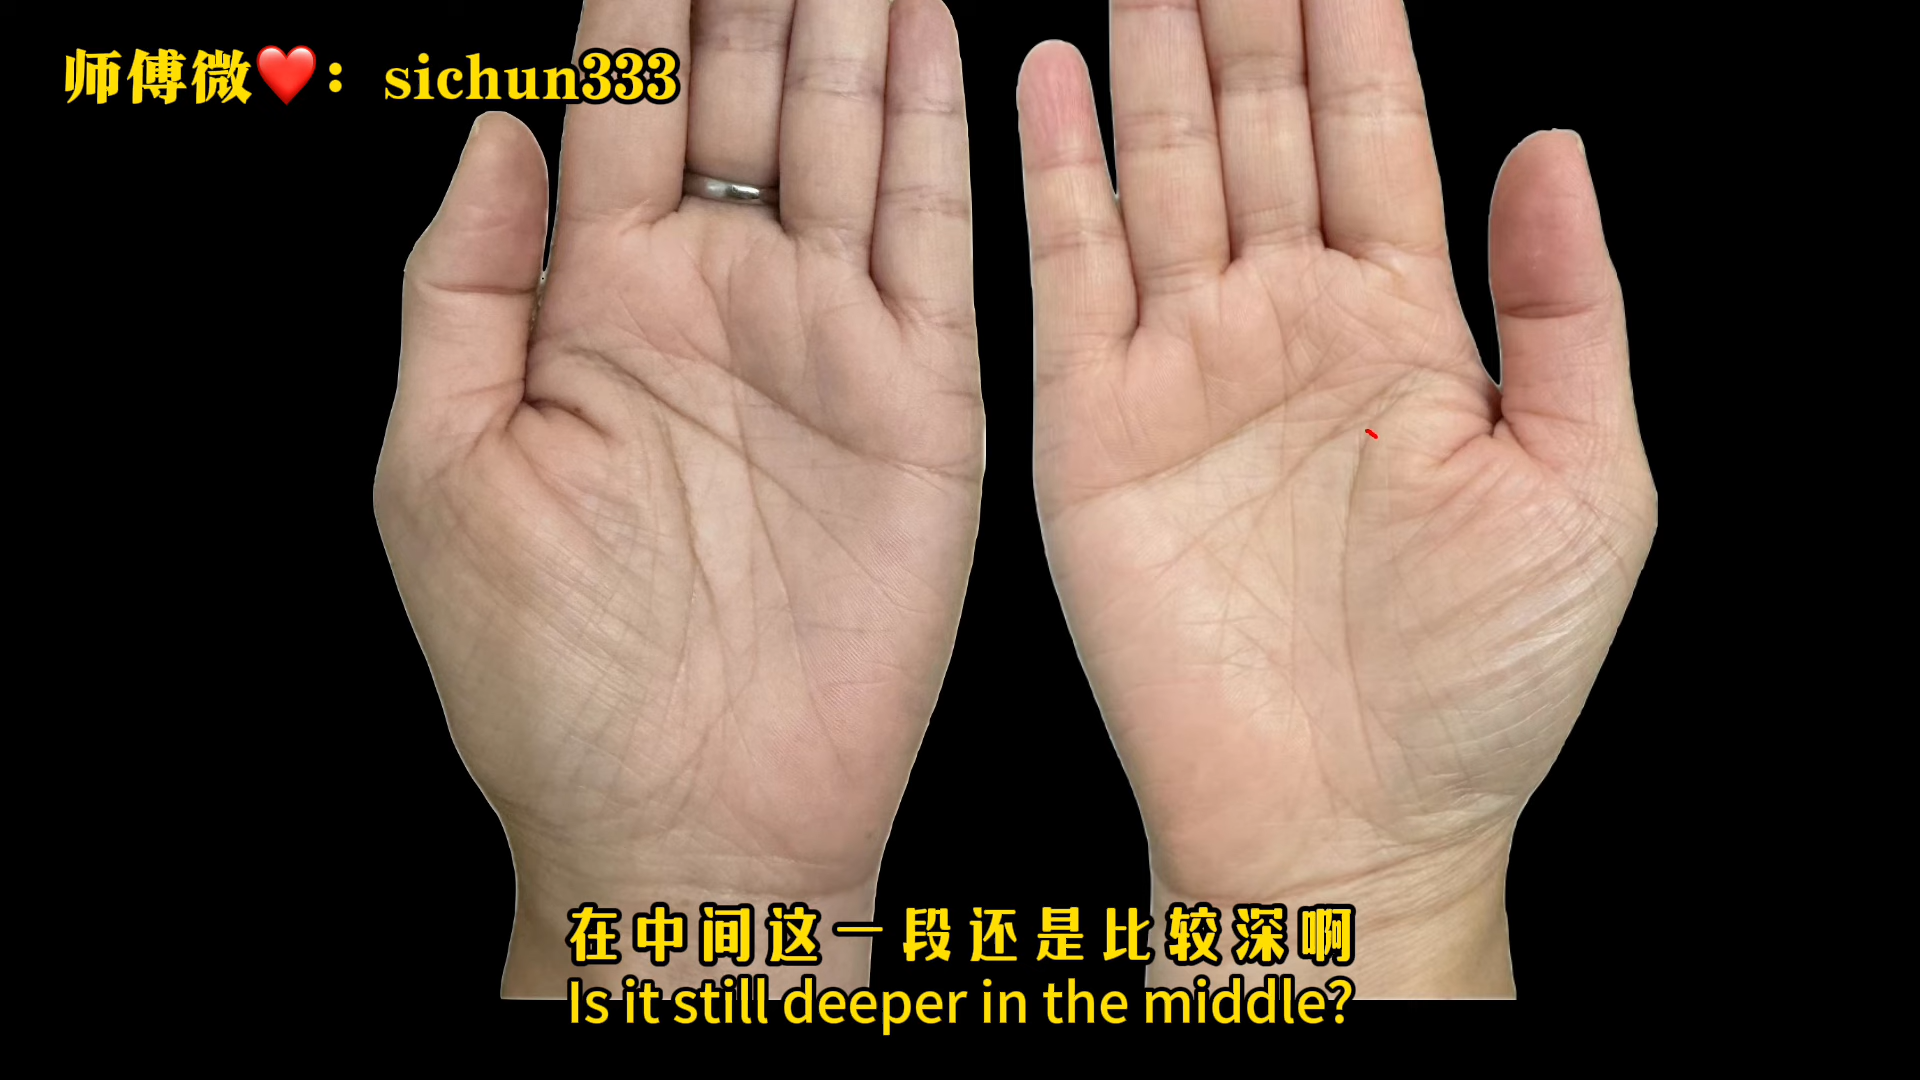 师傅微❤️：sichun333
在中间这一段还是比较深啊
Is it still deeper in the middle?